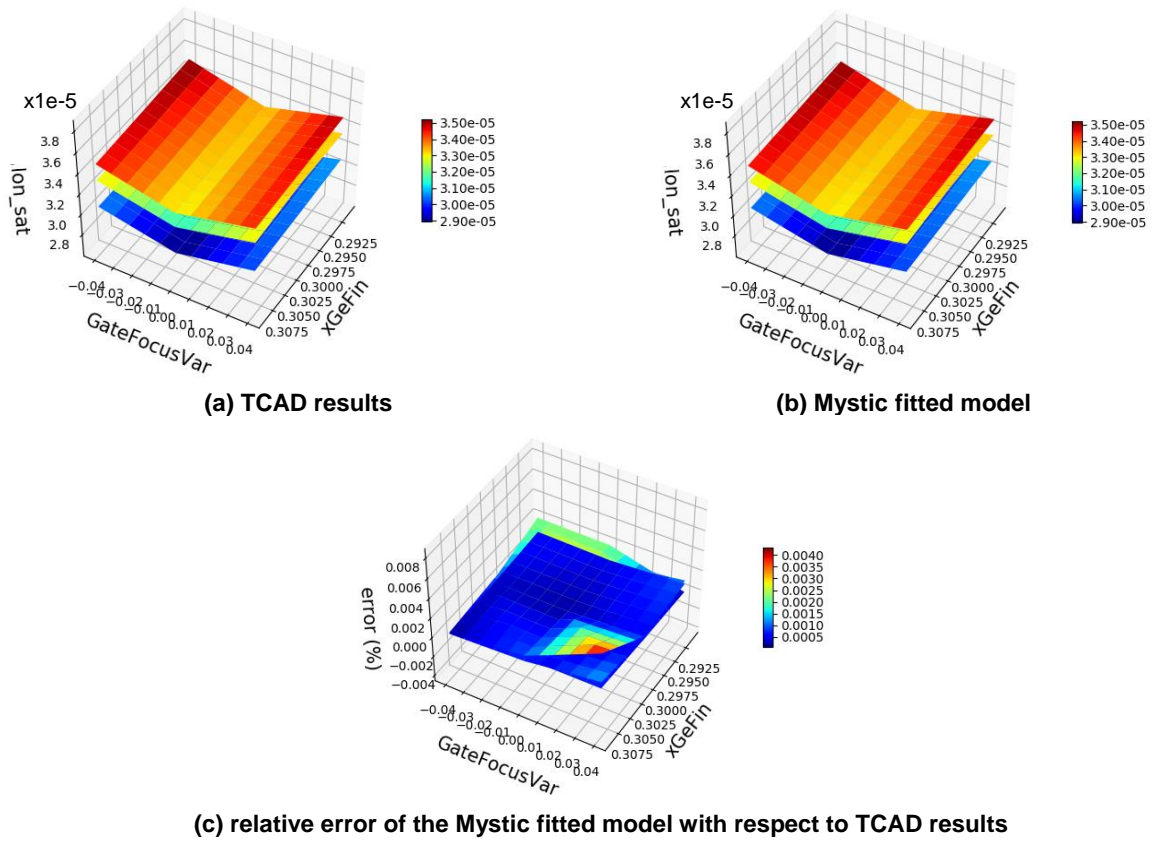 x1e-5
3.8
3.6
3.4
3.2
3.0
2.8
Ion_sat
−0.04
−0.03
−0.02
−0.01
0.00
0.01
0.02
0.03
0.04
GateFocusVar
0.2925
0.2950
0.2975
0.3000
0.3025
0.3050
0.3075
xGeFin
3.50e-05
3.40e-05
3.30e-05
3.20e-05
3.10e-05
3.00e-05
2.90e-05
(a) TCAD results
x1e-5
3.8
3.6
3.4
3.2
3.0
2.8
Ion_sat
−0.04
−0.03
−0.02
−0.01
0.00
0.01
0.02
0.03
0.04
GateFocusVar
0.2925
0.2950
0.2975
0.3000
0.3025
0.3050
0.3075
xGeFin
3.50e-05
3.40e-05
3.30e-05
3.20e-05
3.10e-05
3.00e-05
2.90e-05
(b) Mystic fitted model
0.008
0.006
0.004
0.002
0.000
−0.002
−0.004
error (%)
−0.04
−0.03
−0.02
−0.01
0.00
0.01
0.02
0.03
0.04
GateFocusVar
0.2925
0.2950
0.2975
0.3000
0.3025
0.3050
0.3075
xGeFin
0.0040
0.0035
0.0030
0.0025
0.0020
0.0015
0.0010
0.0005
(c) relative error of the Mystic fitted model with respect to TCAD results